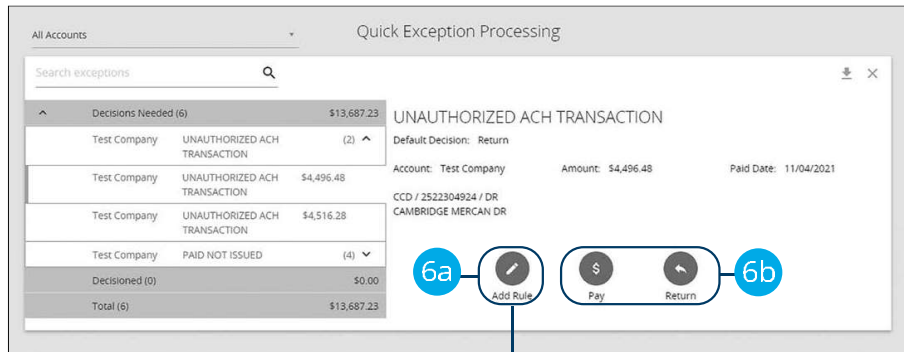 All Accounts
Quick Exception Processing
Search exceptions
Decisions Needed (6) $13,687.23
Test Company UNAUTHORIZED ACH TRANSACTION (2)
Test Company UNAUTHORIZED ACH TRANSACTION $4,496.48
Test Company UNAUTHORIZED ACH TRANSACTION $4,516.28
Test Company PAID NOT ISSUED (4)
Decisioned (0) $0.00
Total (6) $13,687.23
UNAUTHORIZED ACH TRANSACTION
Default Decision: Return
Account: Test Company Amount: $4,496.48 Paid Date: 11/04/2021
CCD / 2522304924 / DR
CAMBRIDGE MERCAN DR
6a $ 6b
Add Rule Pay Return